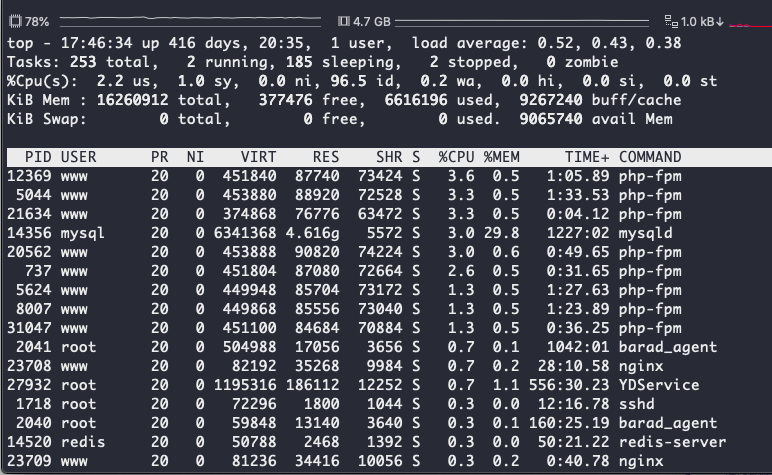 78% 4.7 GB 1.0 kB↓
top - 17:46:34 up 416 days, 20:35,  1 user,  load average: 0.52, 0.43, 0.38
Tasks: 253 total,   2 running, 185 sleeping,   2 stopped,   0 zombie
%Cpu(s):  2.2 us,  1.0 sy,  0.0 ni, 96.5 id,  0.2 wa,  0.0 hi,  0.0 si,  0.0 st
KiB Mem : 16260912 total,   377476 free,  6616196 used,  9267240 buff/cache
KiB Swap:        0 total,        0 free,        0 used.  9065740 avail Mem
PID USER PR NI VIRT RES SHR S %CPU %MEM TIME+ COMMAND
12369 www 20 0 451840 87740 73424 S 3.6 0.5 1:05.89 php-fpm
5044 www 20 0 453880 88920 72528 S 3.3 0.5 1:33.53 php-fpm
21634 www 20 0 374868 76776 63472 S 3.3 0.5 0:04.12 php-fpm
14356 mysql 20 0 6341368 4.616g 5572 S 3.0 29.8 1227:02 mysqld
20562 www 20 0 453888 90820 74224 S 3.0 0.6 0:49.65 php-fpm
737 www 20 0 451804 87080 72664 S 2.6 0.5 0:31.65 php-fpm
5624 www 20 0 449948 85704 73172 S 1.3 0.5 1:27.63 php-fpm
8007 www 20 0 449868 85556 73040 S 1.3 0.5 1:23.89 php-fpm
31047 www 20 0 451100 84684 70884 S 1.3 0.5 0:36.25 php-fpm
2041 root 20 0 504988 17056 3656 S 0.7 0.1 1042:01 barad_agent
23708 www 20 0 82192 35268 9984 S 0.7 0.2 28:10.58 nginx
27932 root 20 0 1195316 186112 12252 S 0.7 1.1 556:30.23 YDService
1718 root 20 0 72296 1800 1044 S 0.3 0.0 12:16.78 sshd
2040 root 20 0 59848 13140 3640 S 0.3 0.1 160:25.19 barad_agent
14520 redis 20 0 50788 2468 1392 S 0.3 0.0 50:21.22 redis-server
23709 www 20 0 81236 34416 10056 S 0.3 0.2 0:40.78 nginx